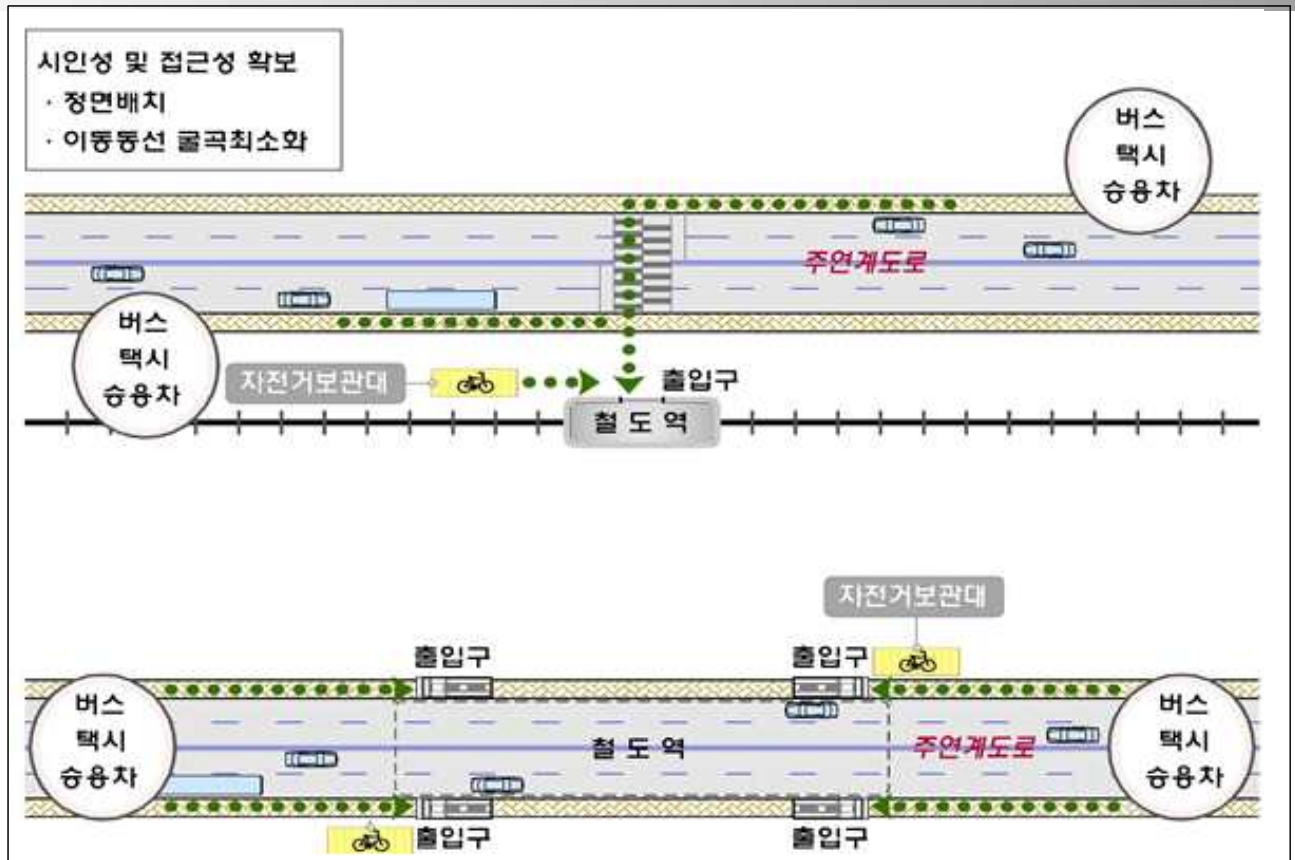 시인성 및 접근성 확보
· 정면배치
· 이동동선 굴곡최소화
버스
택시
승용차
주연계도로
버스
택시
승용차
자전거보관대
출입구
철 도 역
자전거보관대
출입구
출입구
버스
택시
승용차
철 도 역
주연계도로
버스
택시
승용차
출입구
출입구